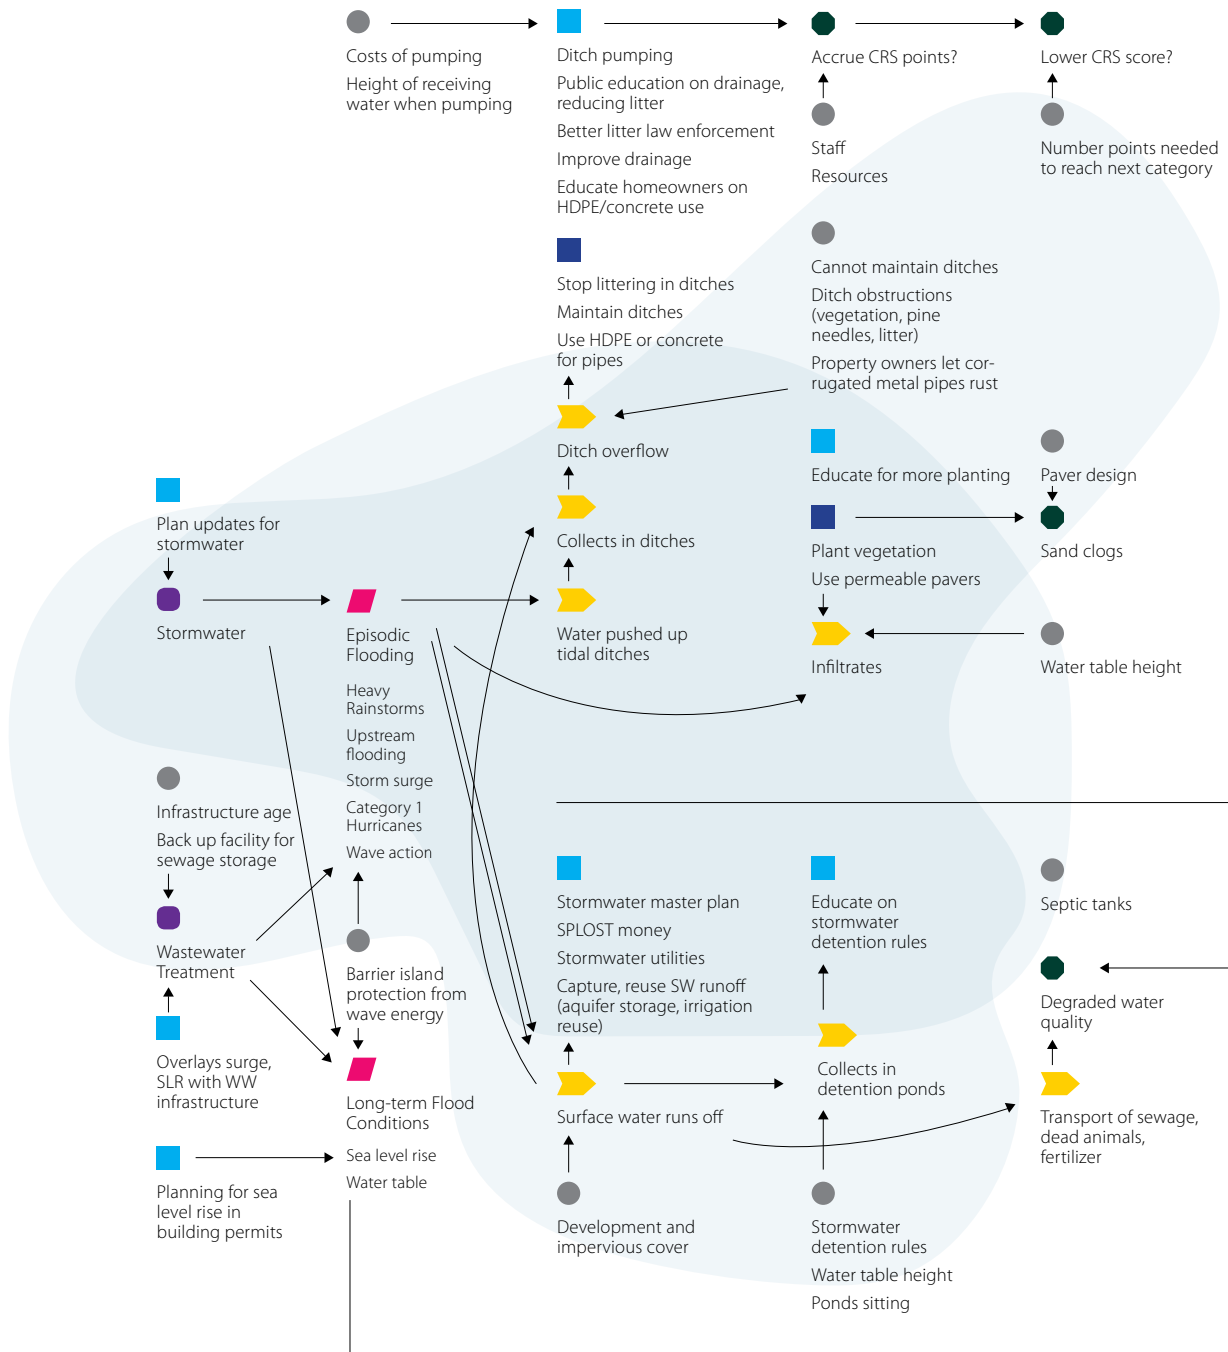 Costs of pumping
Height of receiving
water when pumping
Ditch pumping
Public education on drainage,
reducing litter
Better litter law enforcement
Improve drainage
Educate homeowners on
HDPE/concrete use
Accrue CRS points?
Lower CRS score?
Staff
Resources
Number points needed
to reach next category
Stop littering in ditches
Maintain ditches
Use HDPE or concrete
for pipes
Cannot maintain ditches
Ditch obstructions
(vegetation, pine
needles, litter)
Property owners let cor-
rugated metal pipes rust
Ditch overflow
Educate for more planting
Paver design
Plan updates for
stormwater
Collects in ditches
Plant vegetation
Use permeable pavers
Sand clogs
Stormwater
Episodic
Flooding
Heavy
Rainstorms
Upstream
flooding
Storm surge
Category 1
Hurricanes
Wave action
Water pushed up
tidal ditches
Infiltrates
Water table height
Infrastructure age
Back up facility for
sewage storage
Wastewater
Treatment
Barrier island
protection from
wave energy
Stormwater master plan
SPLOST money
Stormwater utilities
Capture, reuse SW runoff
(aquifer storage, irrigation
reuse)
Educate on
stormwater
detention rules
Septic tanks
Degraded water
quality
Overlays surge,
SLR with WW
infrastructure
Long-term Flood
Conditions
Sea level rise
Water table
Surface water runs off
Collects in
detention ponds
Transport of sewage,
dead animals,
fertilizer
Planning for sea
level rise in
building permits
Development and
impervious cover
Stormwater
detention rules
Water table height
Ponds sitting